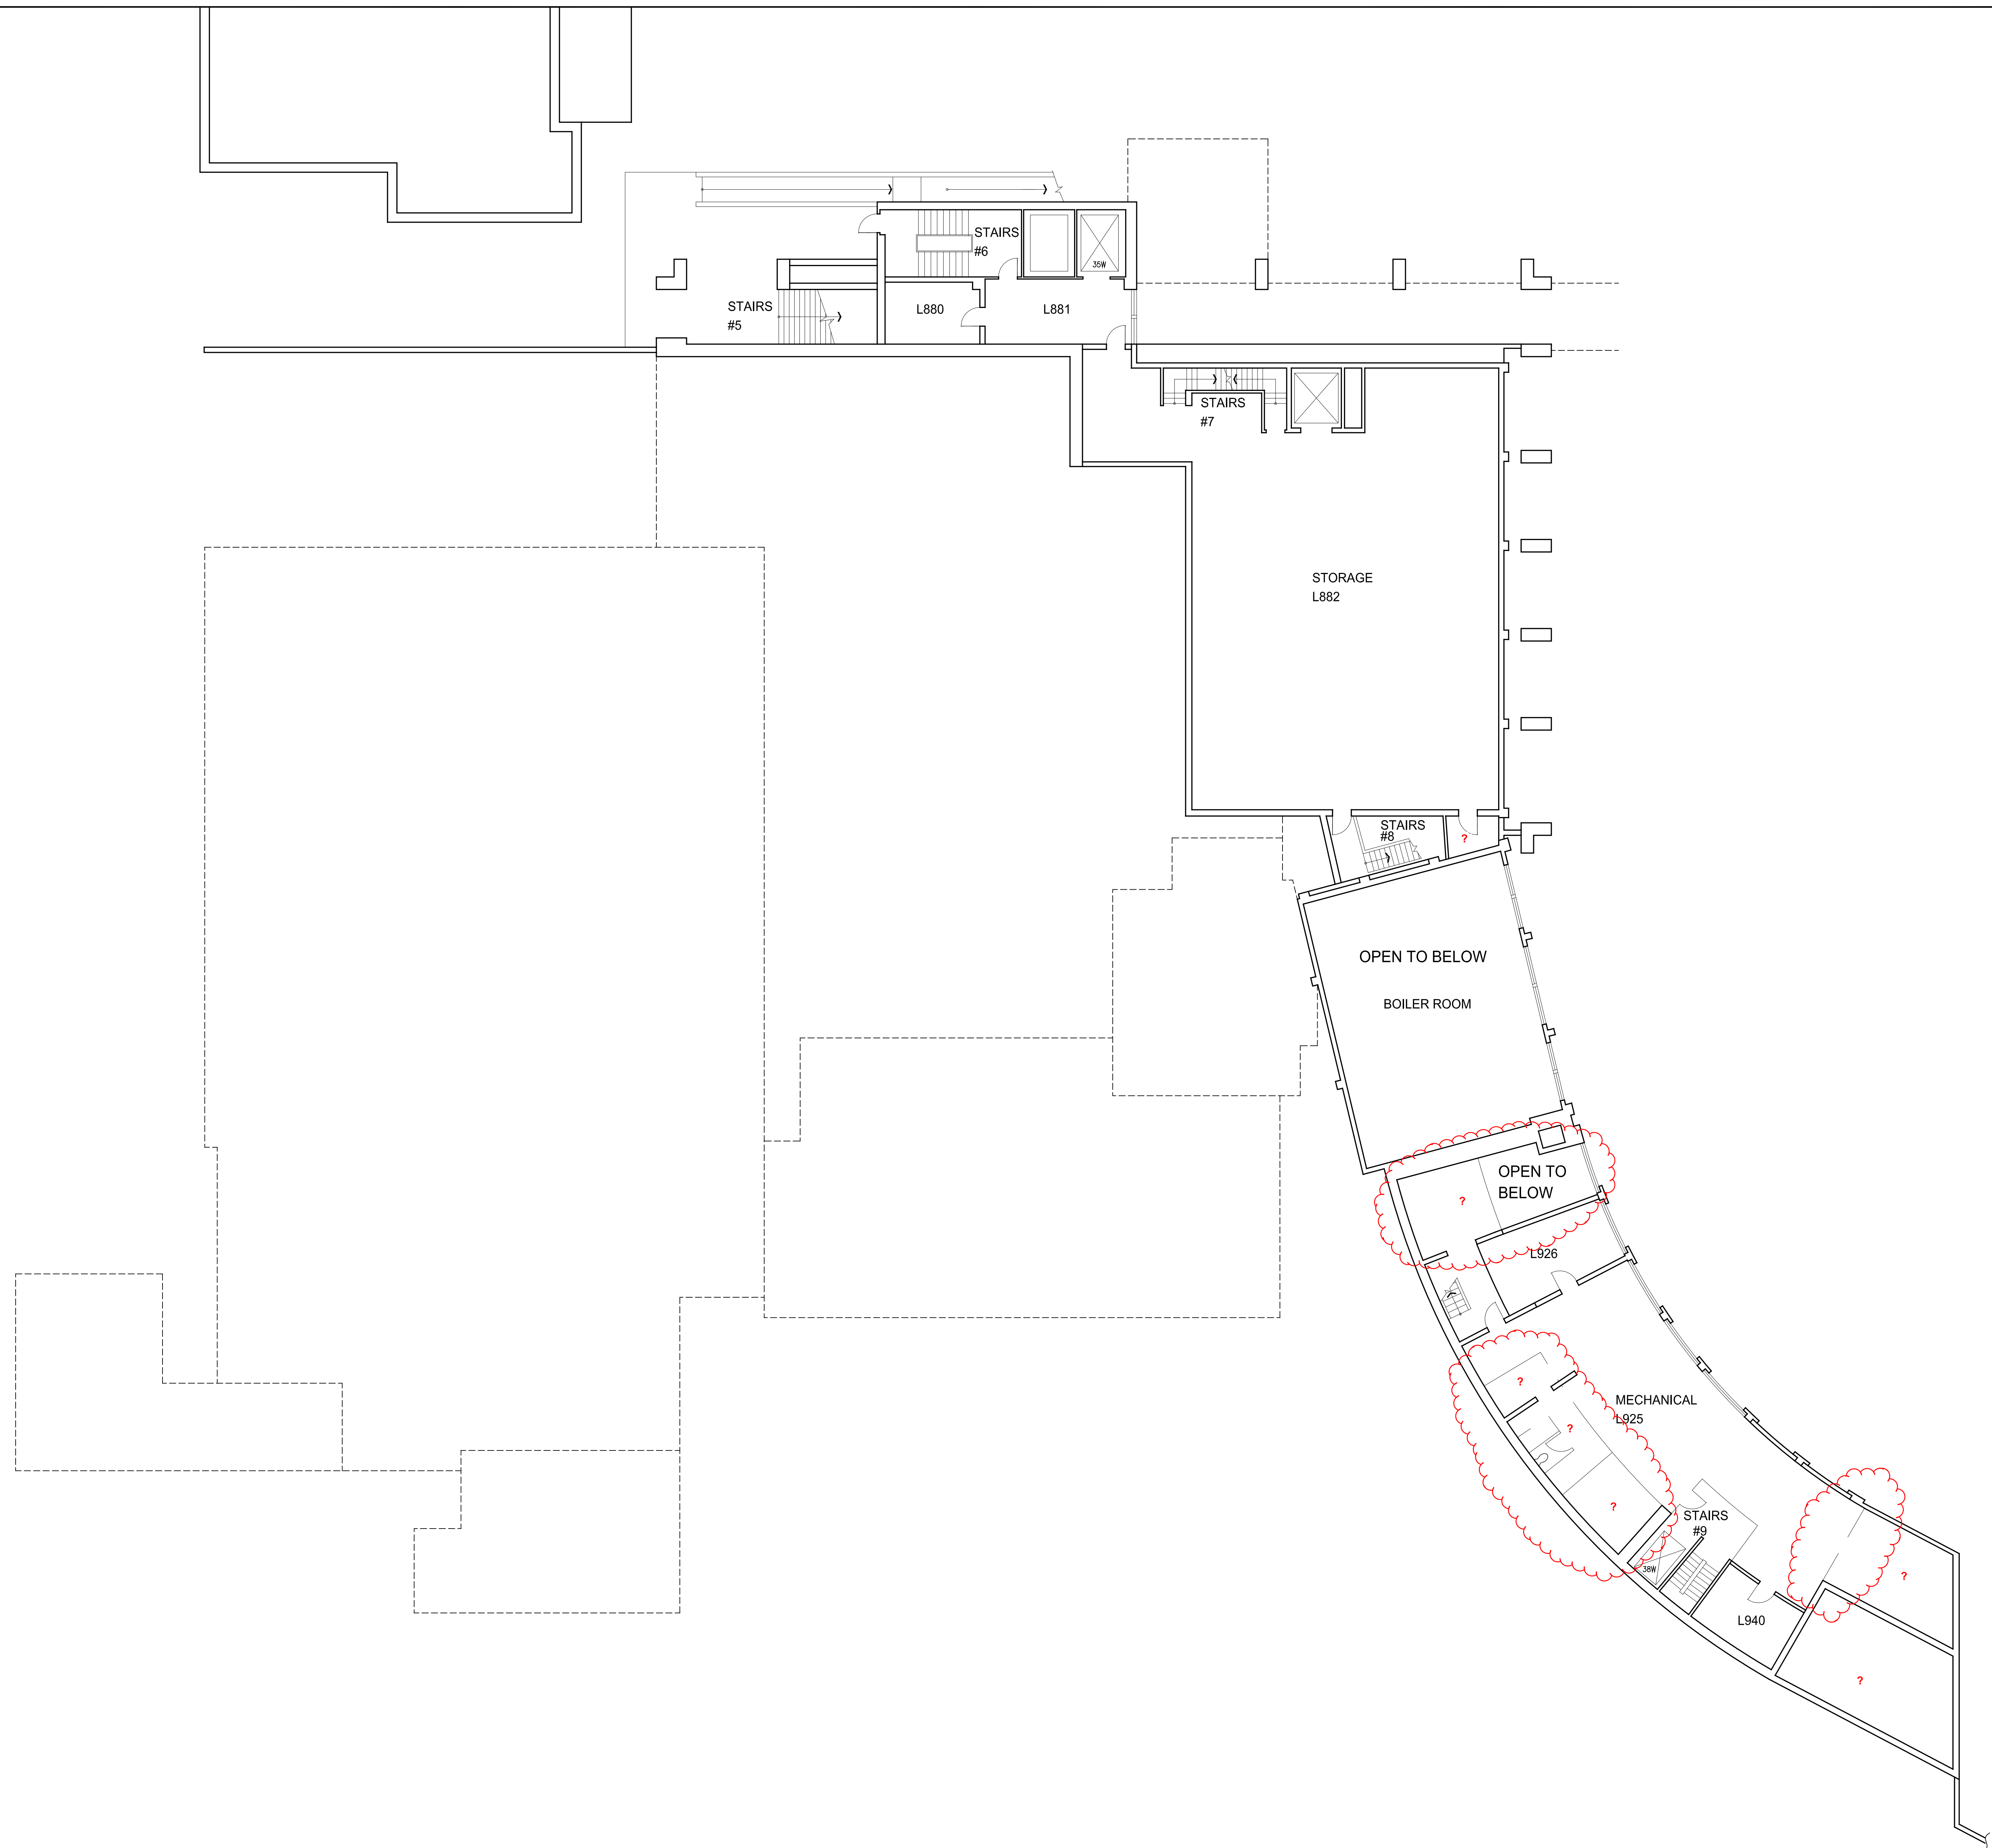 STAIRS
#6
35W
STAIRS
#5
L880
L881
STAIRS
#7
STORAGE
L882
STAIRS
#8
?
OPEN TO BELOW
BOILER ROOM
OPEN TO
BELOW
?
L926
?
MECHANICAL
L925
?
?
STAIRS
#9
38W
?
L940
?